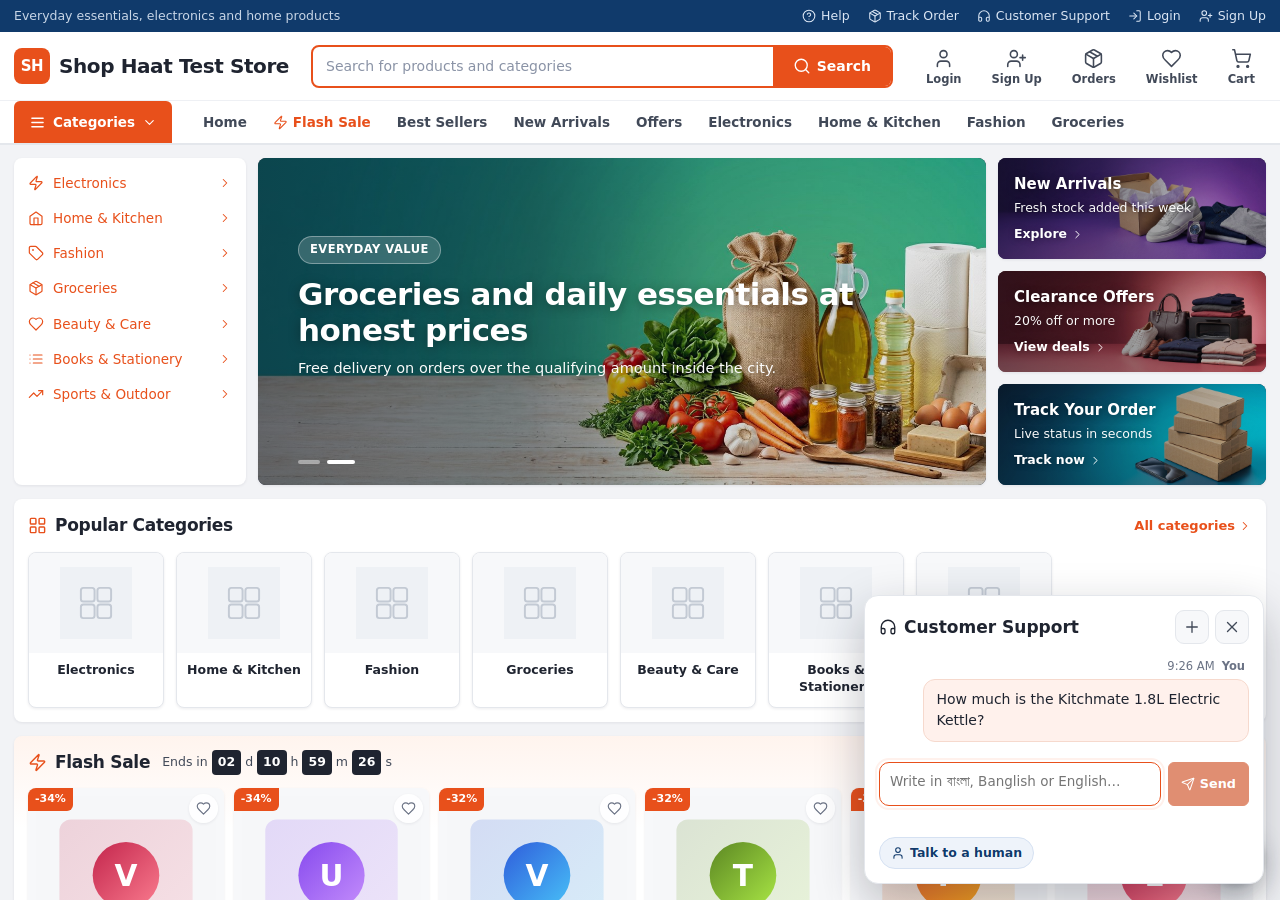 Everyday essentials, electronics and home products
Help
Track Order
Customer Support
Login
Sign Up
SH
Shop Haat Test Store
Search for products and categories
Search
Login
Sign Up
Orders
Wishlist
Cart
Categories
Home
Flash Sale
Best Sellers
New Arrivals
Offers
Electronics
Home & Kitchen
Fashion
Groceries
Electronics
Home & Kitchen
Fashion
Groceries
Beauty & Care
Books & Stationery
Sports & Outdoor
EVERYDAY VALUE
Groceries and daily essentials at
honest prices
Free delivery on orders over the qualifying amount inside the city.
New Arrivals
Fresh stock added this week
Explore
Clearance Offers
20% off or more
View deals
Track Your Order
Live status in seconds
Track now
Popular Categories
All categories
Electronics
Home & Kitchen
Fashion
Groceries
Beauty & Care
Books &
Flash Sale
Ends in 02 d 10 h 59 m 26 s
-34%
-34%
-32%
-32%
V
U
V
T
Customer Support
9:26 AM You
How much is the Kitchmate 1.8L Electric
Kettle?
Write in বাংলা, Banglish or English...
Send
Talk to a human